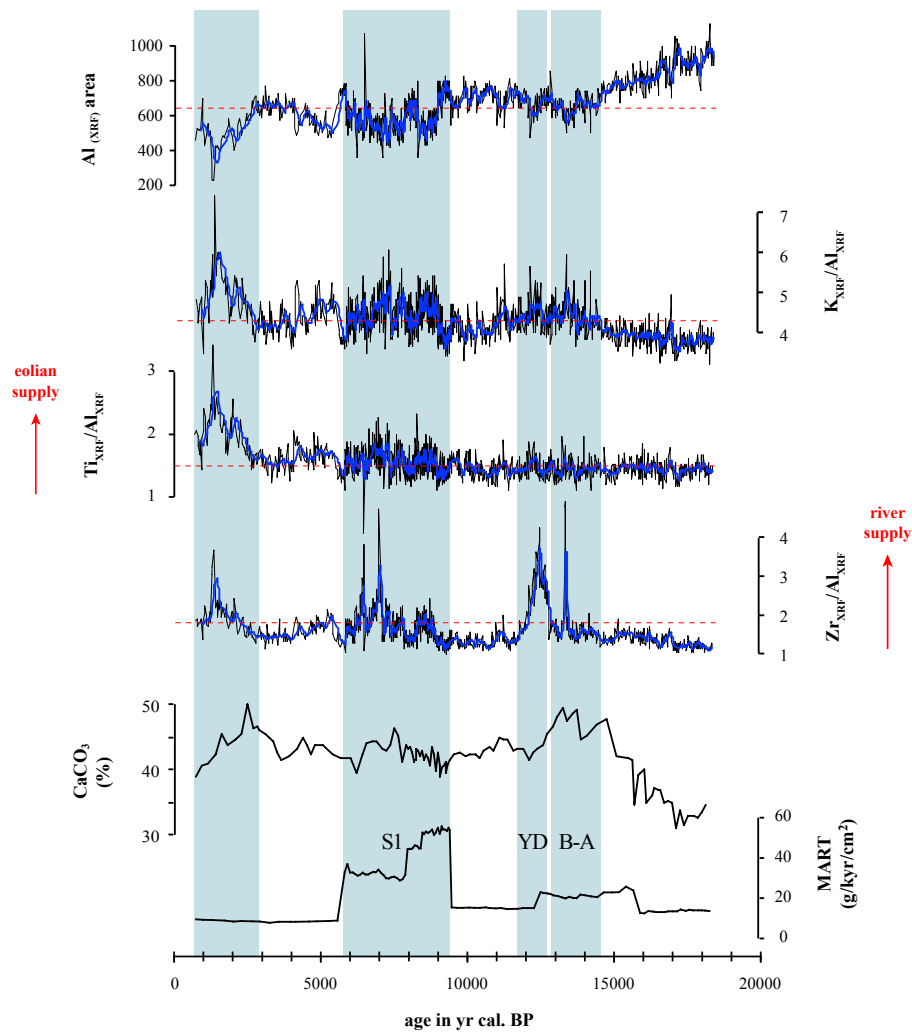 1000
800
600
400
200
Al (XRF) area
7
6
5
4
K XRF/Al XRF
eolian
supply
3
2
1
Ti XRF/Al XRF
river
supply
4
3
2
1
Zr XRF/Al XRF
50
40
30
CaCO3
(%)
S1
YD
B-A
60
40
20
0
MART
(g/kyr/cm2)
0
5000
10000
15000
20000
age in yr cal. BP